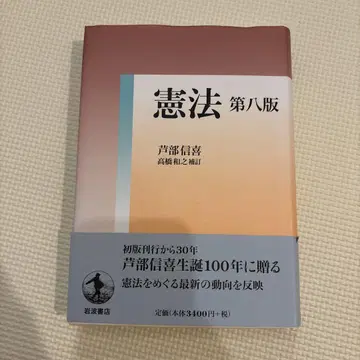 憲法 第八版
芦部信喜
高橋和之 補訂
初版刊行から30年
芦部信喜生誕100年に贈る
憲法をめぐる最新の動向を反映
岩波書店
定価(本体3400円+税)